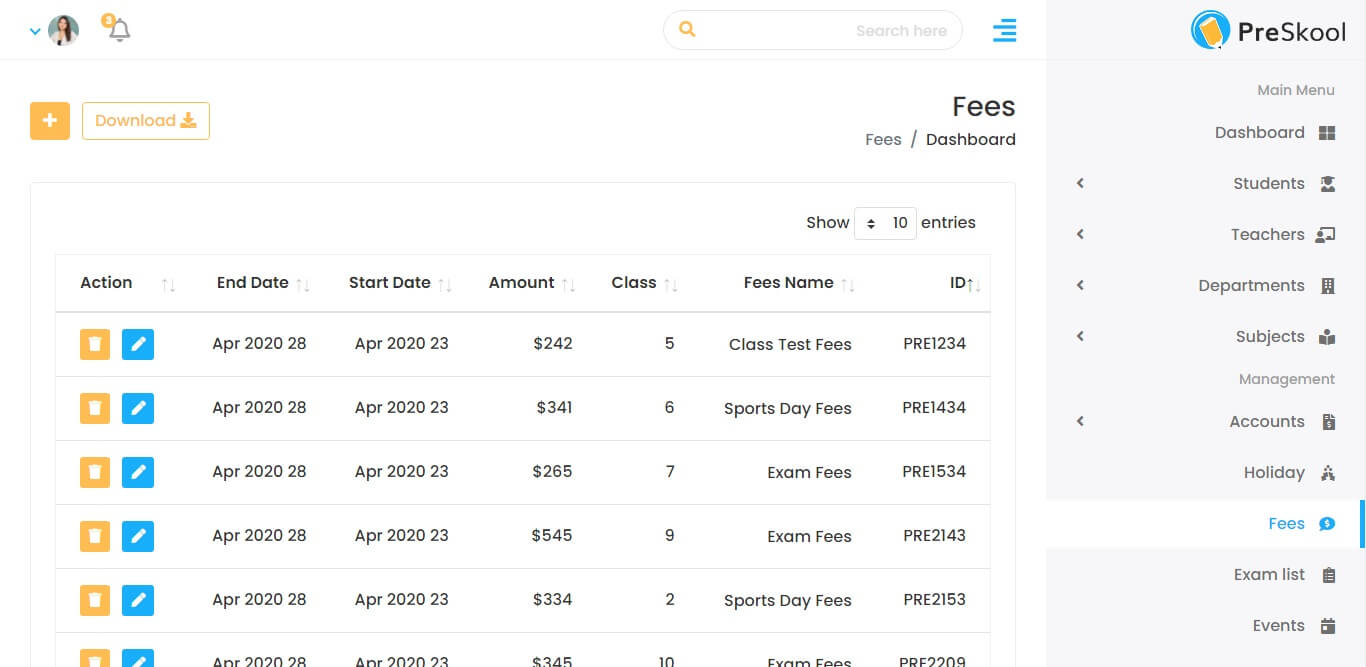 PreSkool
3
Search here
Main Menu
Dashboard
Students
Teachers
Departments
Subjects
Management
Accounts
Holiday
Fees
Exam list
Events
Fees
Fees / Dashboard
Download
Show 10 entries
Action End Date Start Date Amount Class Fees Name ID
Apr 2020 28 Apr 2020 23 $242 5 Class Test Fees PRE1234
Apr 2020 28 Apr 2020 23 $341 6 Sports Day Fees PRE1434
Apr 2020 28 Apr 2020 23 $265 7 Exam Fees PRE1534
Apr 2020 28 Apr 2020 23 $545 9 Exam Fees PRE2143
Apr 2020 28 Apr 2020 23 $334 2 Sports Day Fees PRE2153
Apr 2020 28 Apr 2020 23 $345 10 Exam Fees PRE2209